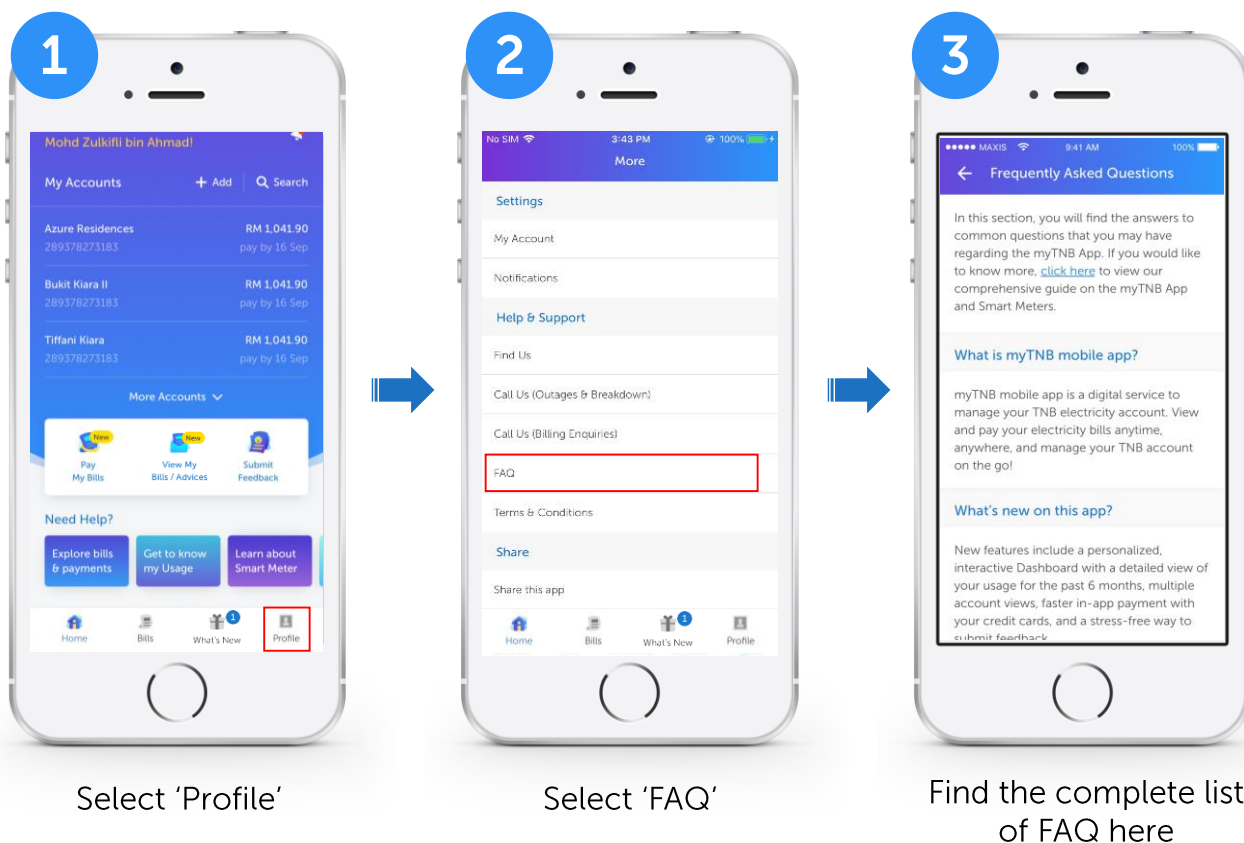 1
Mohd Zulkifli bin Ahmad!
My Accounts + Add Search
Azure Residences RM 1,041.90
289378273183 pay by 16 Sep
Bukit Kiara II RM 1,041.90
289378273183 pay by 16 Sep
Tiffani Kiara RM 1,041.90
289378273183 pay by 16 Sep
More Accounts
New New
Pay View My Submit
My Bills Bills / Advices Feedback
Need Help?
Explore bills Get to know Learn about
& payments my Usage Smart Meter
1
Home Bills What's New Profile
Select ‘Profile’
2
No SIM 3:43 PM 100%
More
Settings
My Account
Notifications
Help & Support
Find Us
Call Us (Outages & Breakdown)
Call Us (Billing Enquiries)
FAQ
Terms & Conditions
Share
Share this app
1
Home Bills What's New Profile
Select ‘FAQ’
3
MAXIS 9:41 AM 100%
Frequently Asked Questions
In this section, you will find the answers to
common questions that you may have
regarding the myTNB App. If you would like
to know more, click here to view our
comprehensive guide on the myTNB App
and Smart Meters.
What is myTNB mobile app?
myTNB mobile app is a digital service to
manage your TNB electricity account. View
and pay your electricity bills anytime,
anywhere, and manage your TNB account
on the go!
What's new on this app?
New features include a personalized,
interactive Dashboard with a detailed view of
your usage for the past 6 months, multiple
account views, faster in-app payment with
your credit cards, and a stress-free way to
submit feedback
Find the complete list
of FAQ here